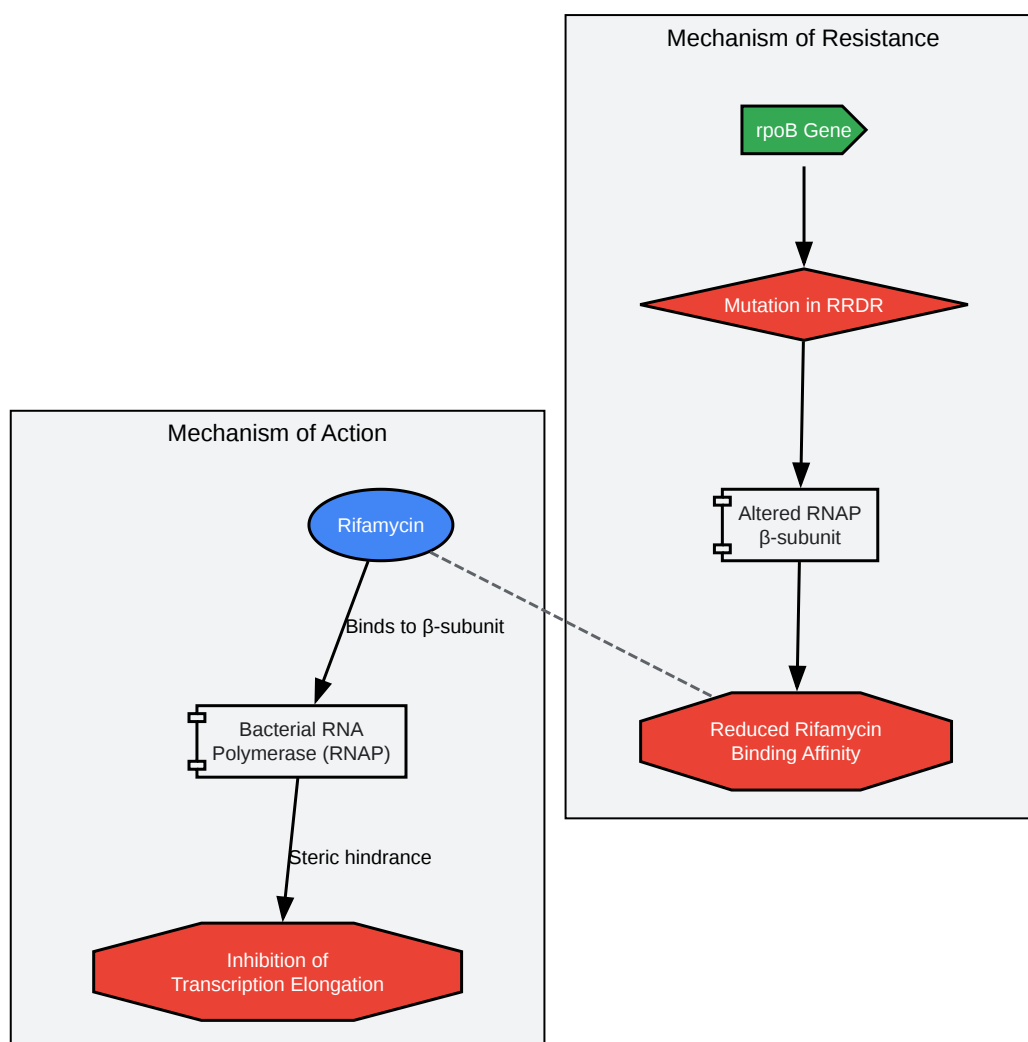 Mechanism of Resistance
rpoB Gene
Mutation in RRDR
Altered RNAP
β-subunit
Reduced Rifamycin
Binding Affinity
Mechanism of Action
Rifamycin
Binds to β-subunit
Bacterial RNA
Polymerase (RNAP)
Steric hindrance
Inhibition of
Transcription Elongation